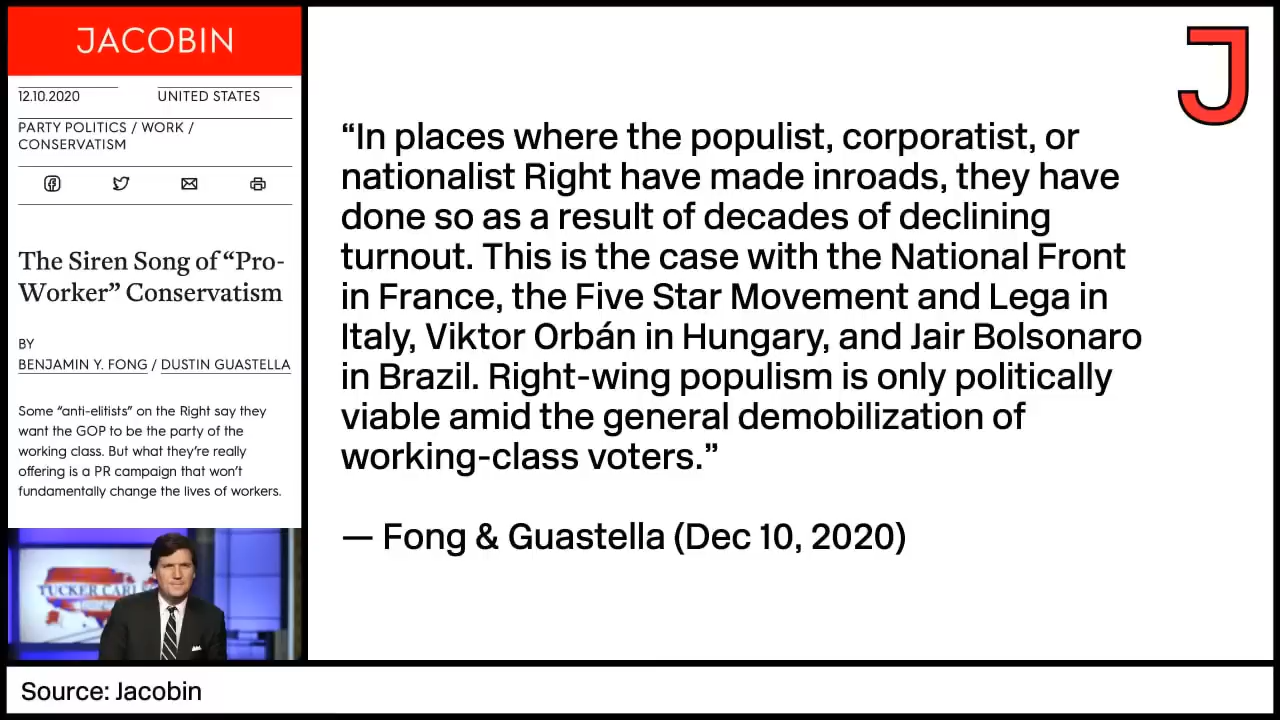 JACOBIN
12.10.2020
UNITED STATES
PARTY POLITICS / WORK /
CONSERVATISM
The Siren Song of “Pro-
Worker” Conservatism
BY
BENJAMIN Y. FONG / DUSTIN GUASTELLA
Some “anti-elitists” on the Right say they
want the GOP to be the party of the
working class. But what they’re really
offering is a PR campaign that won’t
fundamentally change the lives of workers.
TUCKER
J
“In places where the populist, corporatist, or
nationalist Right have made inroads, they have
done so as a result of decades of declining
turnout. This is the case with the National Front
in France, the Five Star Movement and Lega in
Italy, Viktor Orbán in Hungary, and Jair Bolsonaro
in Brazil. Right-wing populism is only politically
viable amid the general demobilization of
working-class voters.”
— Fong & Guastella (Dec 10, 2020)
Source: Jacobin